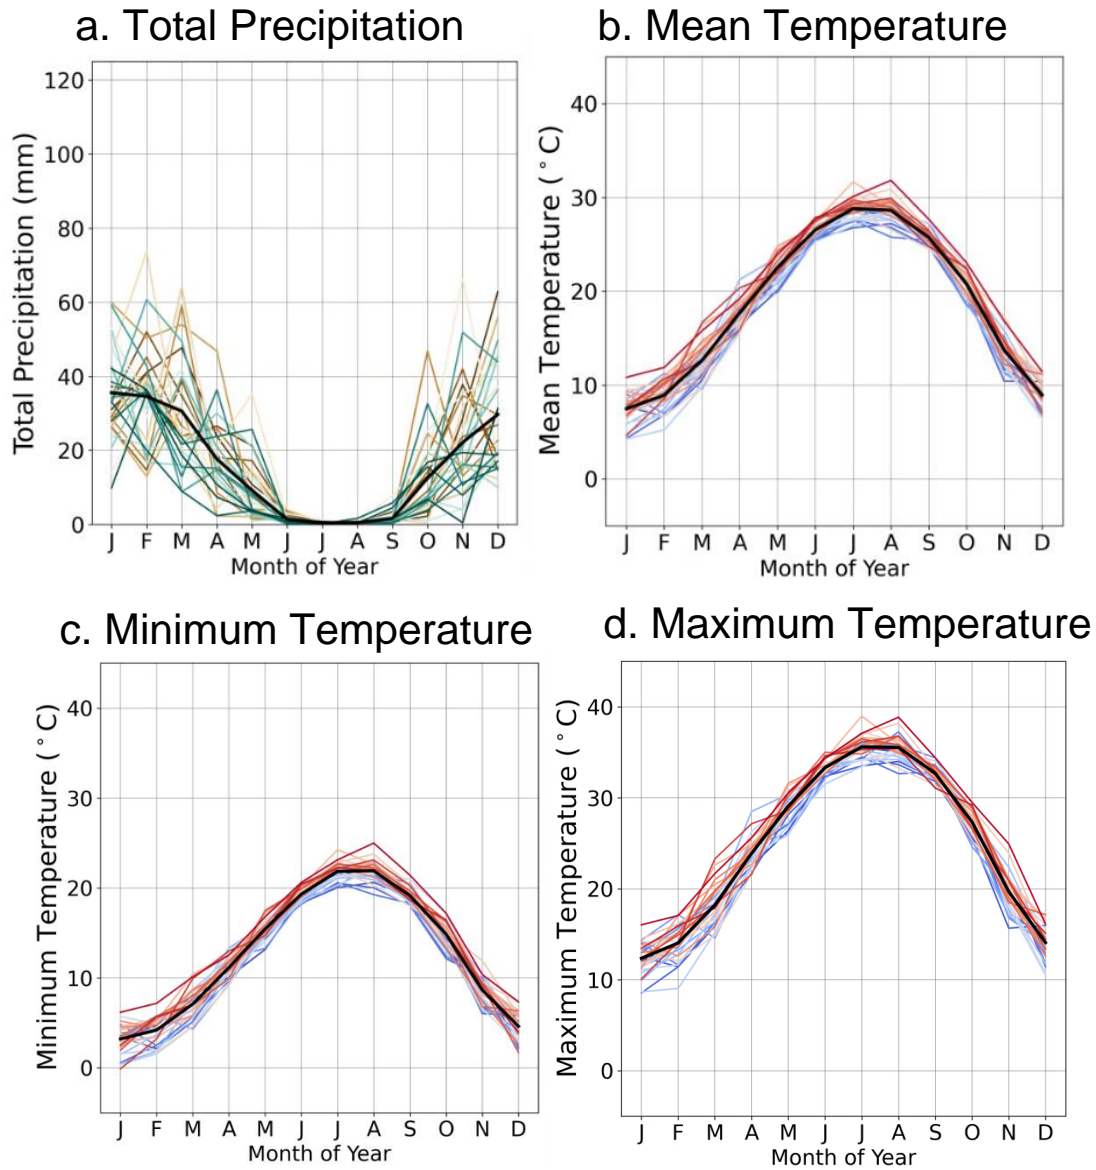 a. Total Precipitation
Total Precipitation (mm)
120
100
80
60
40
20
0
J F M A M J J A S O N D
Month of Year
b. Mean Temperature
Mean Temperature (°C)
40
30
20
10
0
J F M A M J J A S O N D
Month of Year
c. Minimum Temperature
Minimum Temperature (°C)
40
30
20
10
0
J F M A M J J A S O N D
Month of Year
d. Maximum Temperature
Maximum Temperature (°C)
40
30
20
10
0
J F M A M J J A S O N D
Month of Year